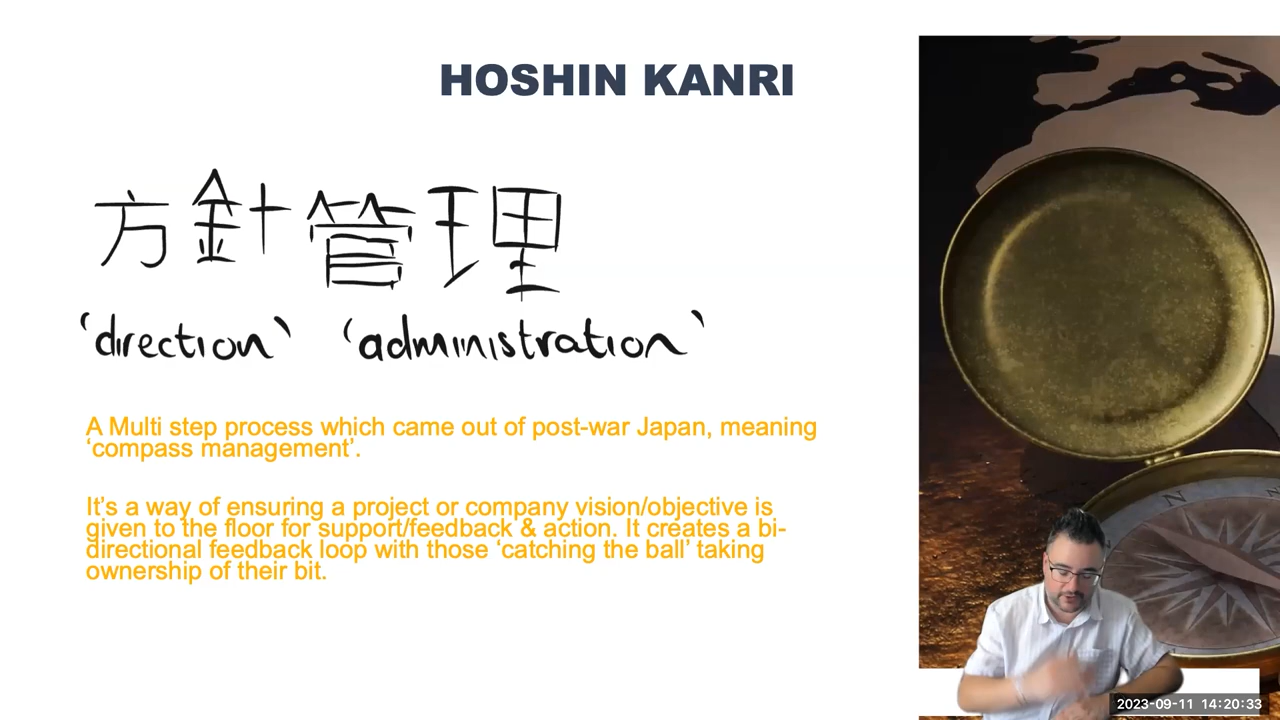 HOSHIN KANRI
方針管理
‘direction’ ‘administration’
A Multi step process which came out of post-war Japan, meaning
‘compass management’.
It’s a way of ensuring a project or company vision/objective is
given to the floor for support/feedback & action. It creates a bi-
directional feedback loop with those ‘catching the ball’ taking
ownership of their bit.
N
2023-09-11 14:20:33